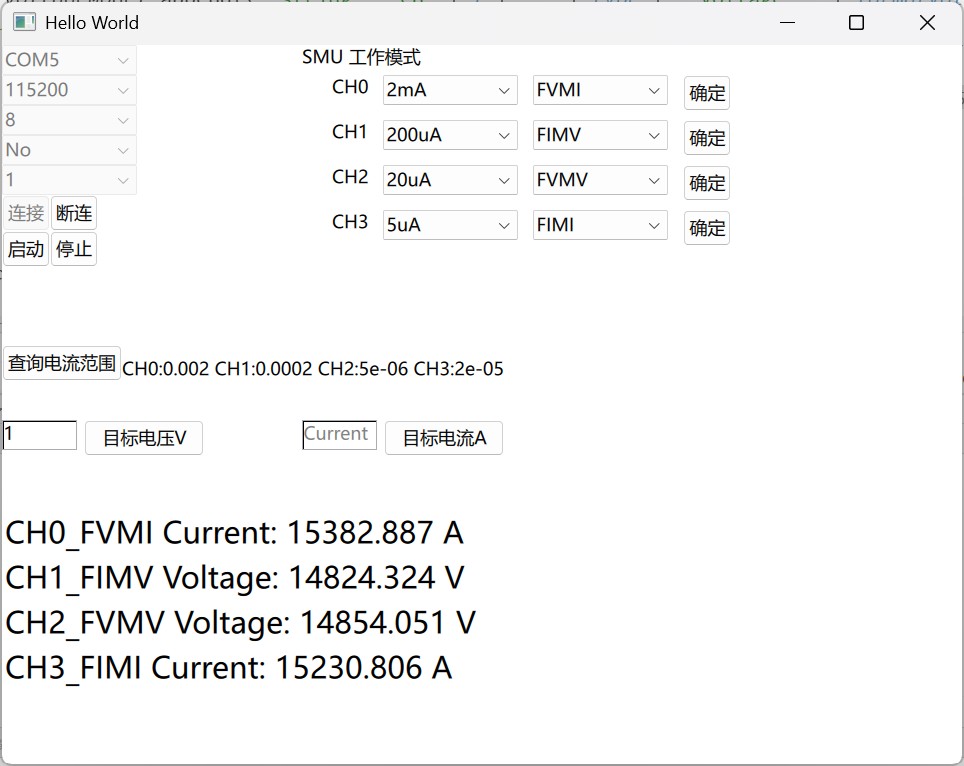 Hello World
COM5
115200
8
No
1
连接 断连
启动 停止
SMU 工作模式
CH0 2mA FVMI 确定
CH1 200uA FIMV 确定
CH2 20uA FVMV 确定
CH3 5uA FIMI 确定
查询电流范围 CH0:0.002 CH1:0.0002 CH2:5e-06 CH3:2e-05
1 目标电压V Current 目标电流A
CH0_FVMI Current: 15382.887 A
CH1_FIMV Voltage: 14824.324 V
CH2_FVMV Voltage: 14854.051 V
CH3_FIMI Current: 15230.806 A